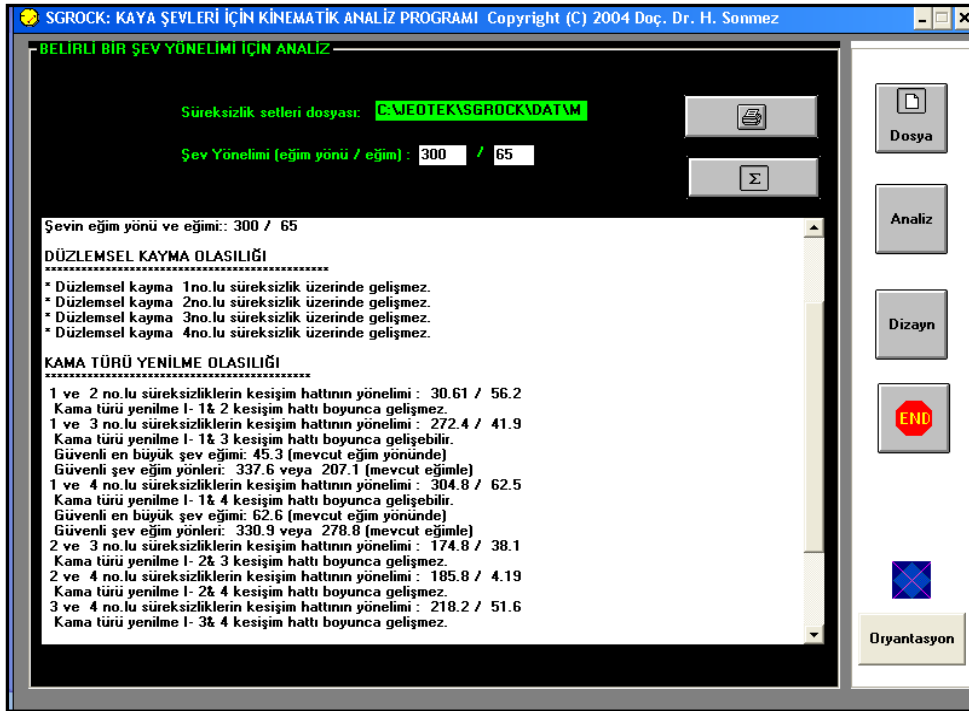 SGROCK: KAYA ŞEVLERİ İÇİN KİNEMATİK ANALİZ PROGRAMI Copyright (C) 2004 Doç. Dr. H. Sonmez
BELİRLİ BİR ŞEV YÖNELİMİ İÇİN ANALİZ
Süreksizlik setleri dosyası: C:\JEOTEK\SGROCK\DAT\M
Şev Yönelimi (eğim yönü / eğim) : 300 / 65
Σ
Şevin eğim yönü ve eğimi:: 300 / 65
DÜZLEMSEL KAYMA OLASILIĞI
***********************************************
* Düzlemsel kayma 1no.lu süreksizlik üzerinde gelişmez.
* Düzlemsel kayma 2no.lu süreksizlik üzerinde gelişmez.
* Düzlemsel kayma 3no.lu süreksizlik üzerinde gelişmez.
* Düzlemsel kayma 4no.lu süreksizlik üzerinde gelişmez.
KAMA TÜRÜ YENİLME OLASILIĞI
********************************************
1 ve 2 no.lu süreksizliklerin kesişim hattının yönelimi : 30.61 / 56.2
Kama türü yenilme I- 1& 2 kesişim hattı boyunca gelişmez.
1 ve 3 no.lu süreksizliklerin kesişim hattının yönelimi : 272.4 / 41.9
Kama türü yenilme I- 1& 3 kesişim hattı boyunca gelişebilir.
Güvenli en büyük şev eğimi: 45.3 (mevcut eğim yönünde)
Güvenli şev eğim yönleri: 337.6 veya 207.1 (mevcut eğimle)
1 ve 4 no.lu süreksizliklerin kesişim hattının yönelimi : 304.8 / 62.5
Kama türü yenilme I- 1& 4 kesişim hattı boyunca gelişebilir.
Güvenli en büyük şev eğimi: 62.6 (mevcut eğim yönünde)
Güvenli şev eğim yönleri: 330.9 veya 278.8 (mevcut eğimle)
2 ve 3 no.lu süreksizliklerin kesişim hattının yönelimi : 174.8 / 38.1
Kama türü yenilme I- 2& 3 kesişim hattı boyunca gelişmez.
2 ve 4 no.lu süreksizliklerin kesişim hattının yönelimi : 185.8 / 4.19
Kama türü yenilme I- 2& 4 kesişim hattı boyunca gelişmez.
3 ve 4 no.lu süreksizliklerin kesişim hattının yönelimi : 218.2 / 51.6
Kama türü yenilme I- 3& 4 kesişim hattı boyunca gelişmez.
Dosya
Analiz
Dizayn
END
Oryantasyon